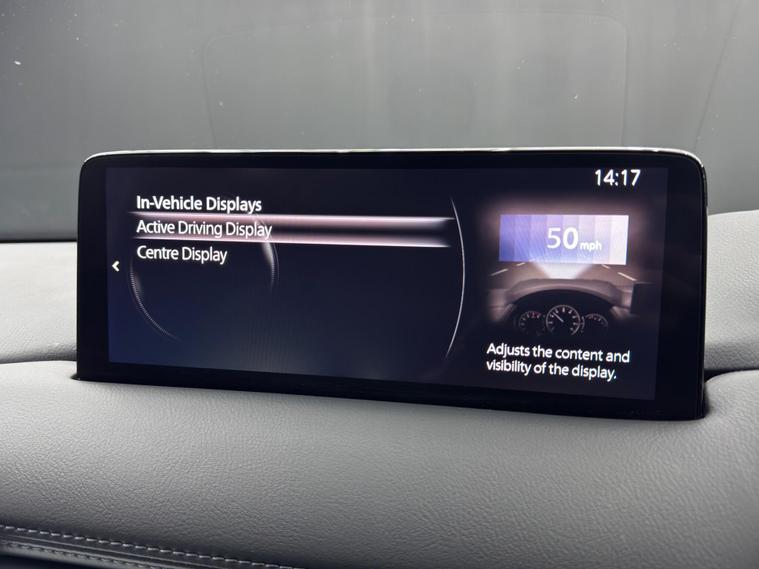 14:17
In-Vehicle Displays
Active Driving Display
Centre Display
50 mph
Adjusts the content and
visibility of the display.